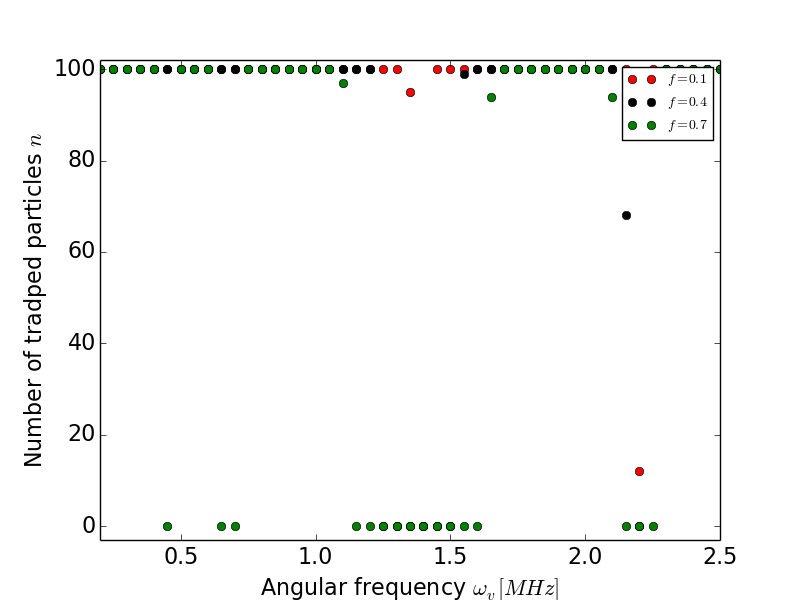 100
80
60
40
20
0
0.5 1.0 1.5 2.0 2.5
Number of tradped particles n
Angular frequency ω_v [MHz]
f=0.1
f=0.4
f=0.7